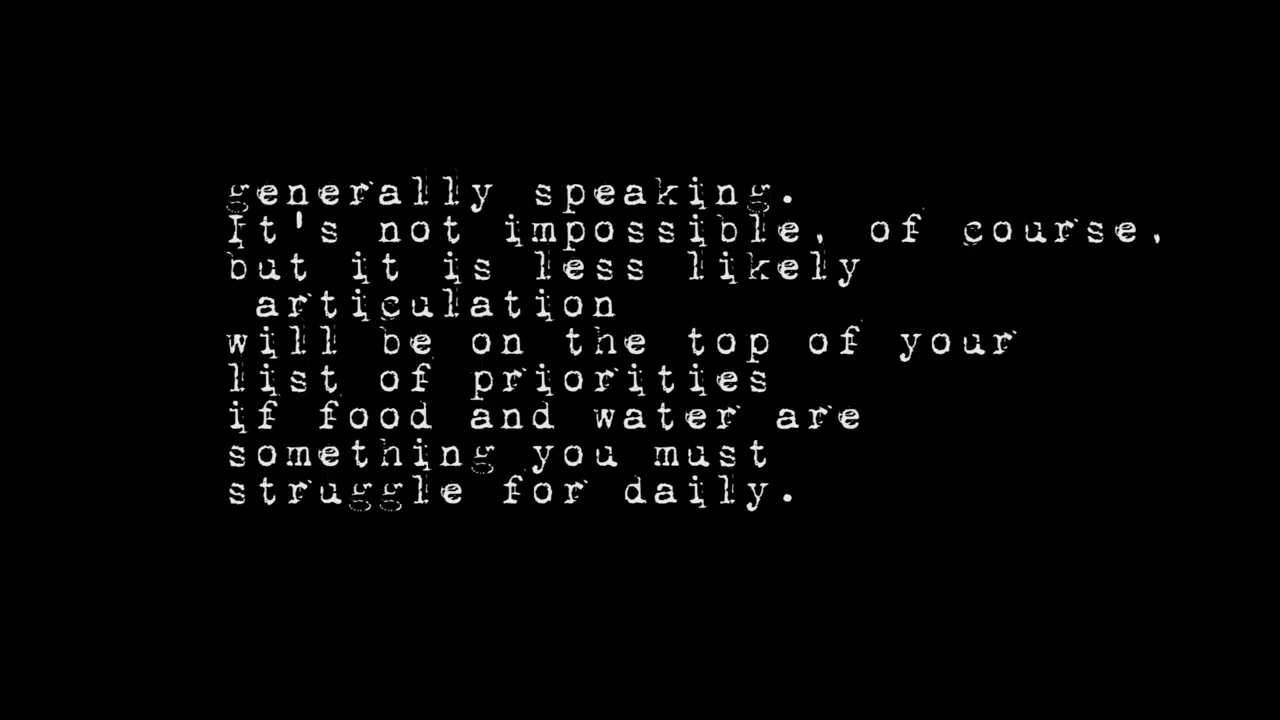 generally speaking.
It's not impossible, of course,
but it is less likely
articulation
will be on the top of your
list of priorities
if food and water are
something you must
struggle for daily.